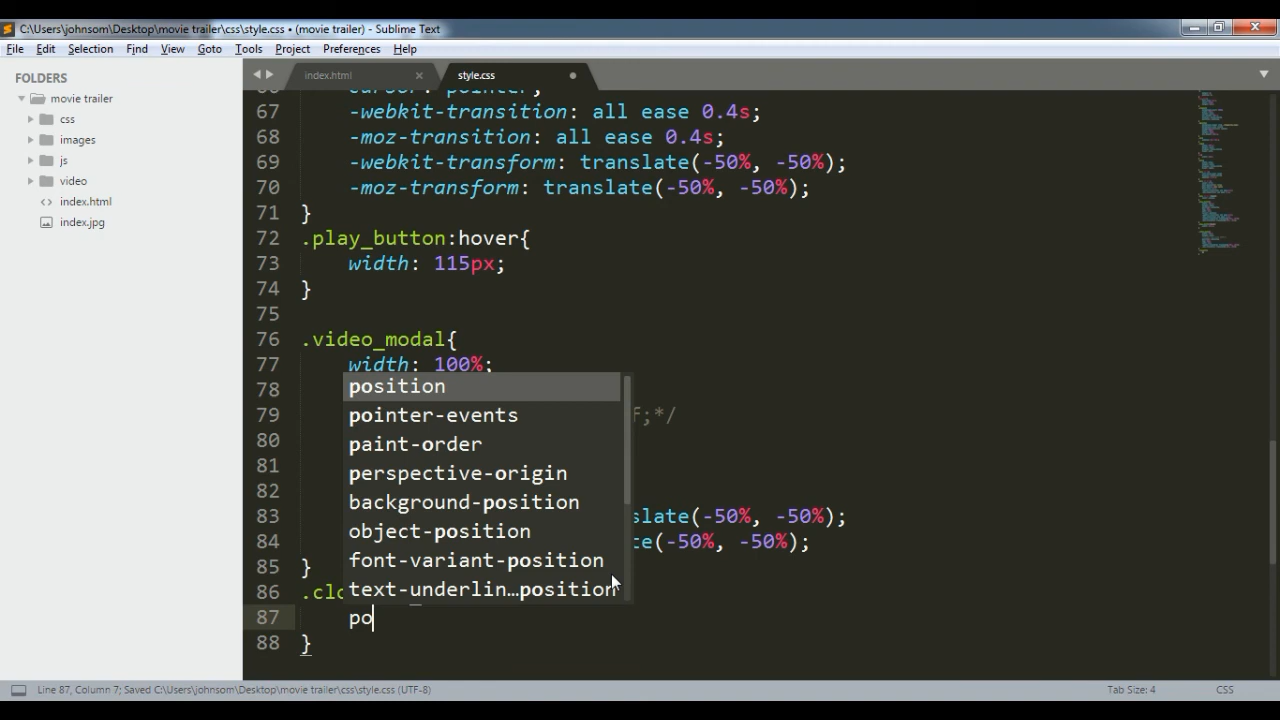 C:\Users\johnsom\Desktop\movie trailer\css\style.css • (movie trailer) - Sublime Text
File Edit Selection Find View Goto Tools Project Preferences Help
FOLDERS
movie trailer
css
images
js
video
index.html
index.jpg
index.html × style.css
67 -webkit-transition: all ease 0.4s;
68 -moz-transition: all ease 0.4s;
69 -webkit-transform: translate(-50%, -50%);
70 -moz-transform: translate(-50%, -50%);
71 }
72 .play_button:hover{
73 width: 115px;
74 }
75
76 .video_modal{
77 width: 100%;
78
79 f;*/
80
81
82
83 slate(-50%, -50%);
84 te(-50%, -50%);
85 }
86 .clo
87 po
88 }
position
pointer-events
paint-order
perspective-origin
background-position
object-position
font-variant-position
text-underlin…position
Line 87, Column 7; Saved C:\Users\johnsom\Desktop\movie trailer\css\style.css (UTF-8)
Tab Size: 4
CSS